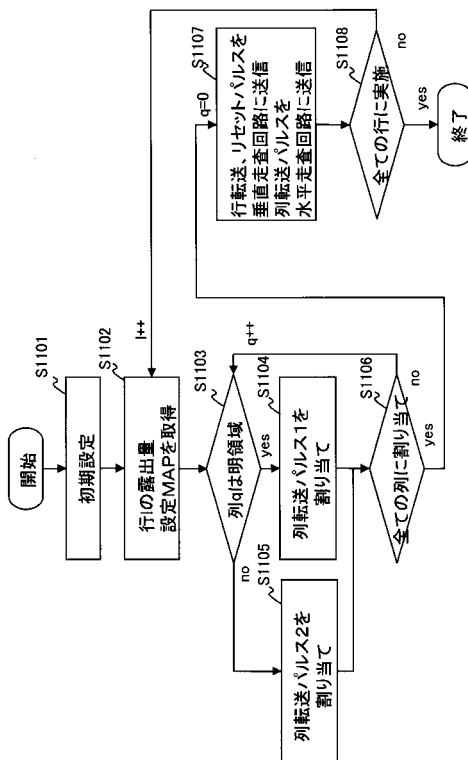 開始
S1101
初期設定
S1102
行lの露出量
設定MAPを取得
l++
S1103
列qは明領域
q++
yes
no
S1104
列転送パルス1を
割り当て
S1105
列転送パルス2を
割り当て
S1106
全ての列に割り当て
no
yes
q=0
S1107
行転送、リセットパルスを
垂直走査回路に送信
列転送パルスを
水平走査回路に送信
S1108
全ての行に実施
no
yes
終了